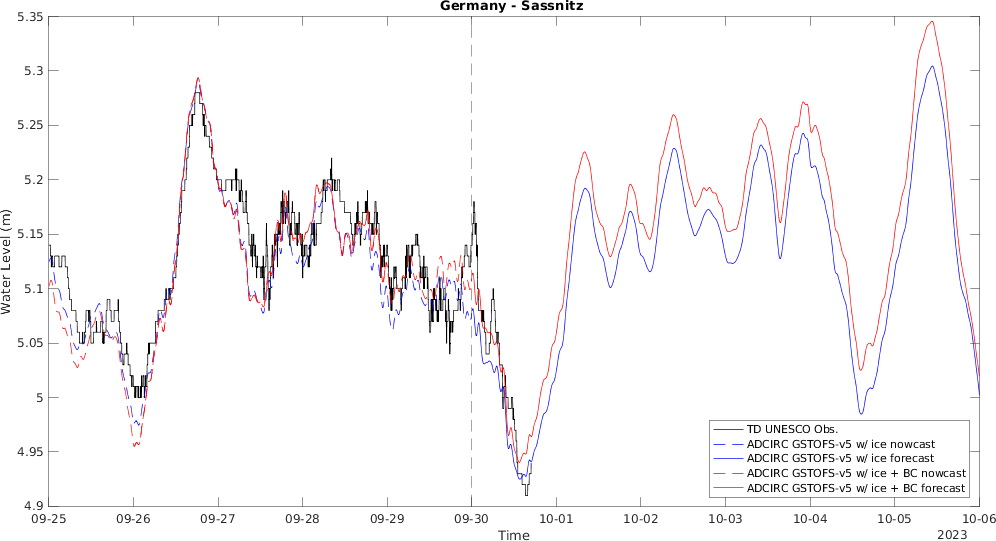 Germany - Sassnitz
5.35
5.3
5.25
5.2
5.15
5.1
5.05
5
4.95
4.9
Water Level (m)
09-25 09-26 09-27 09-28 09-29 09-30 10-01 10-02 10-03 10-04 10-05 10-06
Time
2023
TD UNESCO Obs.
ADCIRC GSTOFS-v5 w/ ice nowcast
ADCIRC GSTOFS-v5 w/ ice forecast
ADCIRC GSTOFS-v5 w/ ice + BC nowcast
ADCIRC GSTOFS-v5 w/ ice + BC forecast